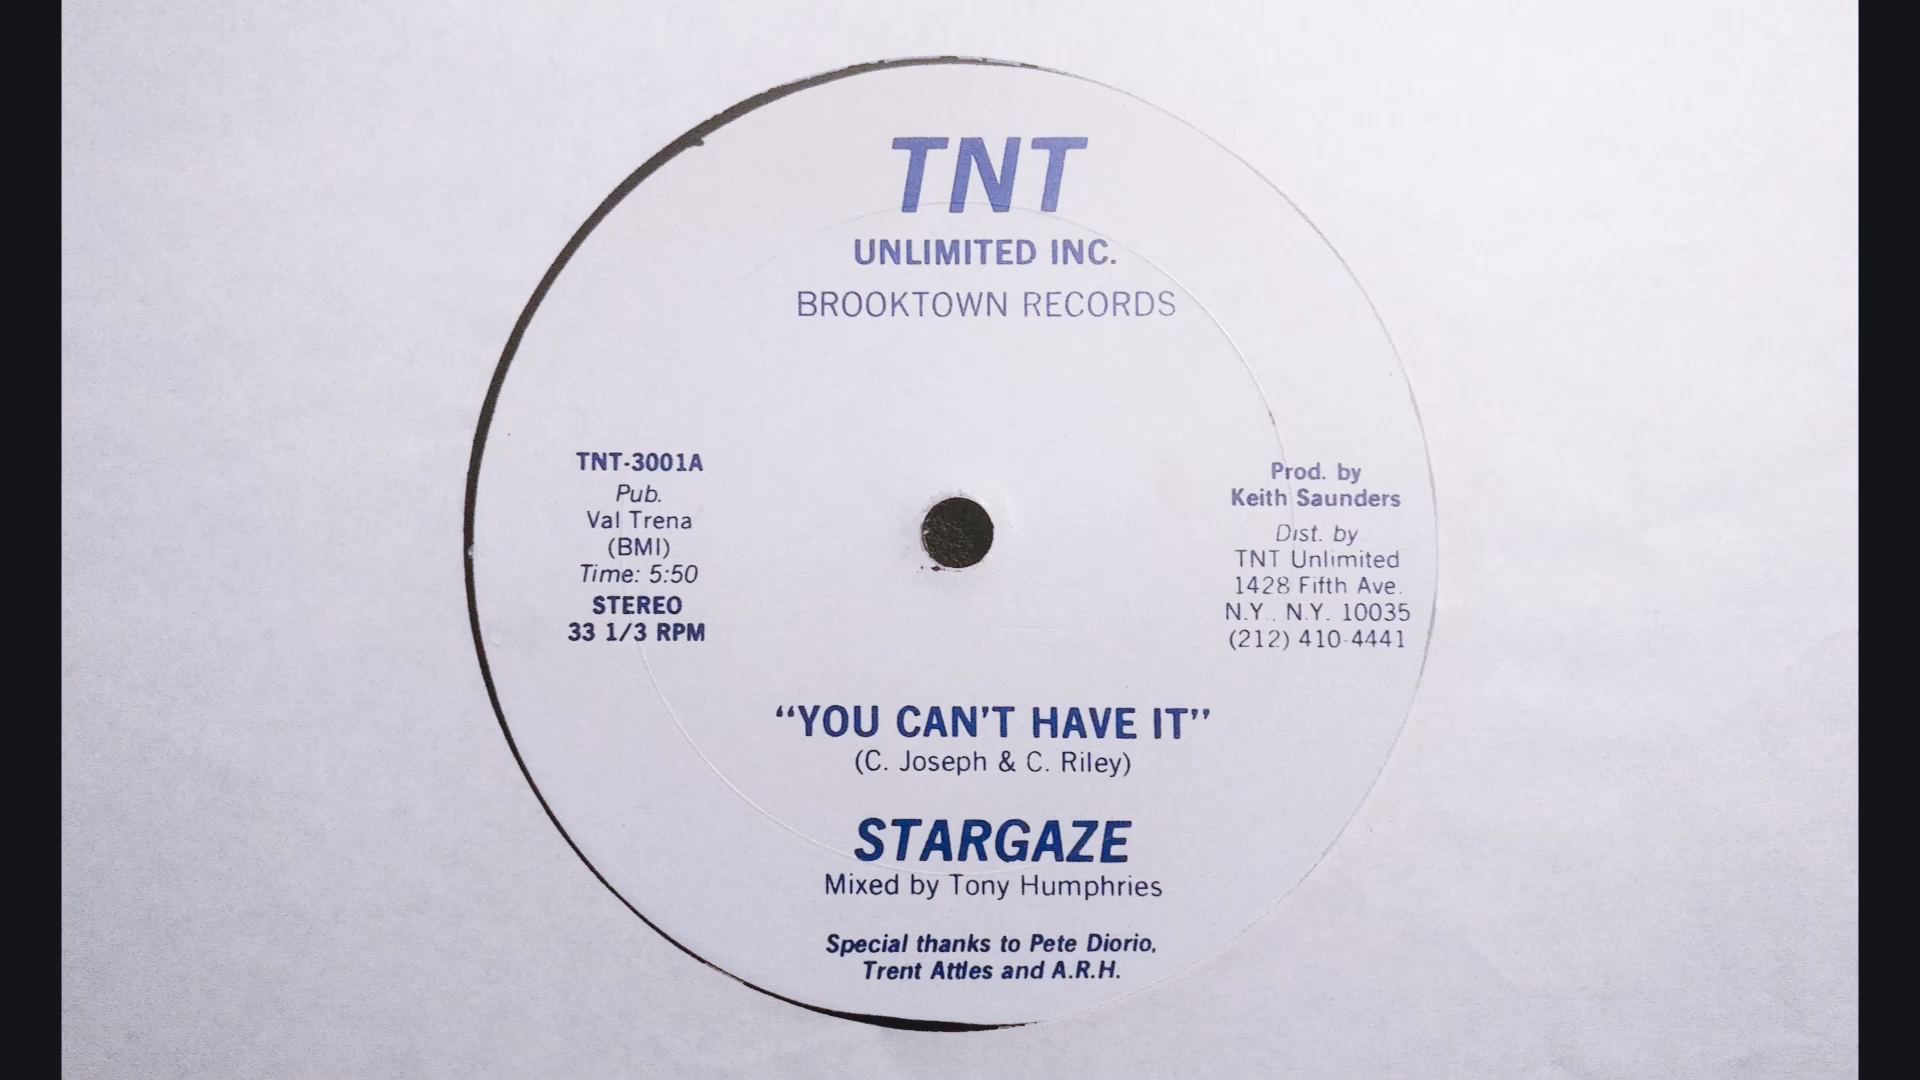 TNT
UNLIMITED INC.
BROOKTOWN RECORDS
TNT-3001A
Pub.
Val Trena
(BMI)
Time: 5:50
STEREO
33 1/3 RPM
Prod. by
Keith Saunders
Dist. by
TNT Unlimited
1428 Fifth Ave.
N.Y., N.Y. 10035
(212) 410-4441
“YOU CAN’T HAVE IT”
(C. Joseph & C. Riley)
STARGAZE
Mixed by Tony Humphries
Special thanks to Pete Diorio,
Trent Attles and A.R.H.